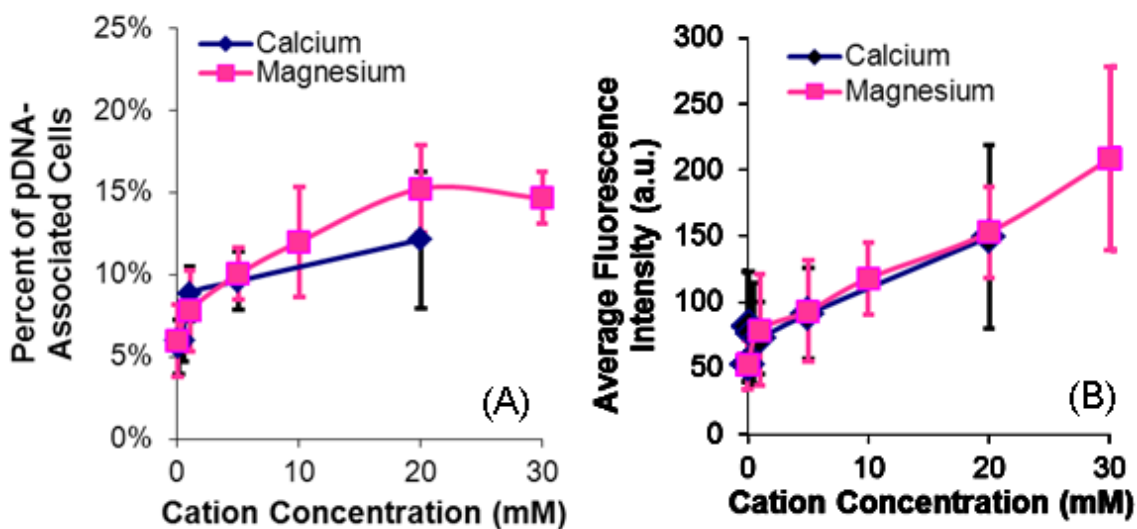 Percent of pDNA-
Associated Cells
25%
20%
15%
10%
5%
0%
Calcium
Magnesium
(A)
0
10
20
30
Cation Concentration (mM)
Average Fluorescence
Intensity (a.u.)
300
250
200
150
100
50
0
Calcium
Magnesium
(B)
0
10
20
30
Cation Concentration (mM)